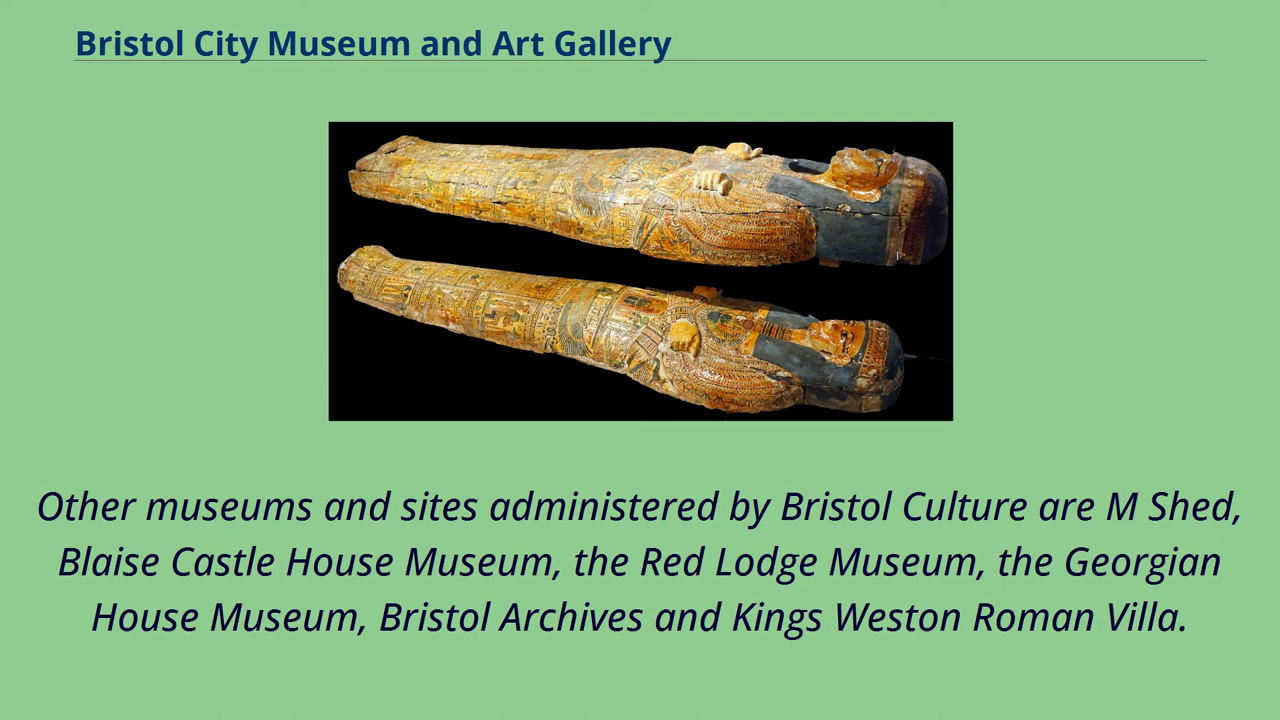 Bristol City Museum and Art Gallery
Other museums and sites administered by Bristol Culture are M Shed,
Blaise Castle House Museum, the Red Lodge Museum, the Georgian
House Museum, Bristol Archives and Kings Weston Roman Villa.